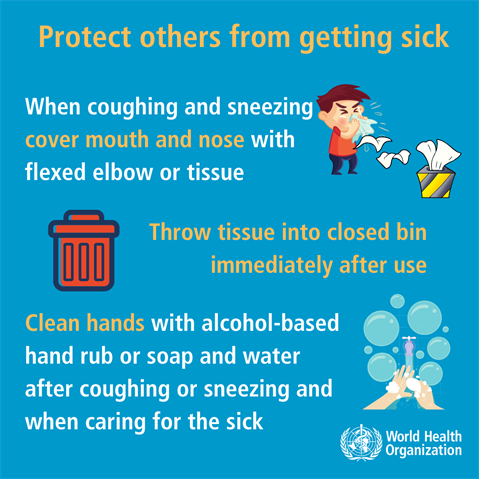 Protect others from getting sick
When coughing and sneezing
cover mouth and nose with
flexed elbow or tissue
Throw tissue into closed bin
immediately after use
Clean hands with alcohol-based
hand rub or soap and water
after coughing or sneezing and
when caring for the sick
World Health
Organization